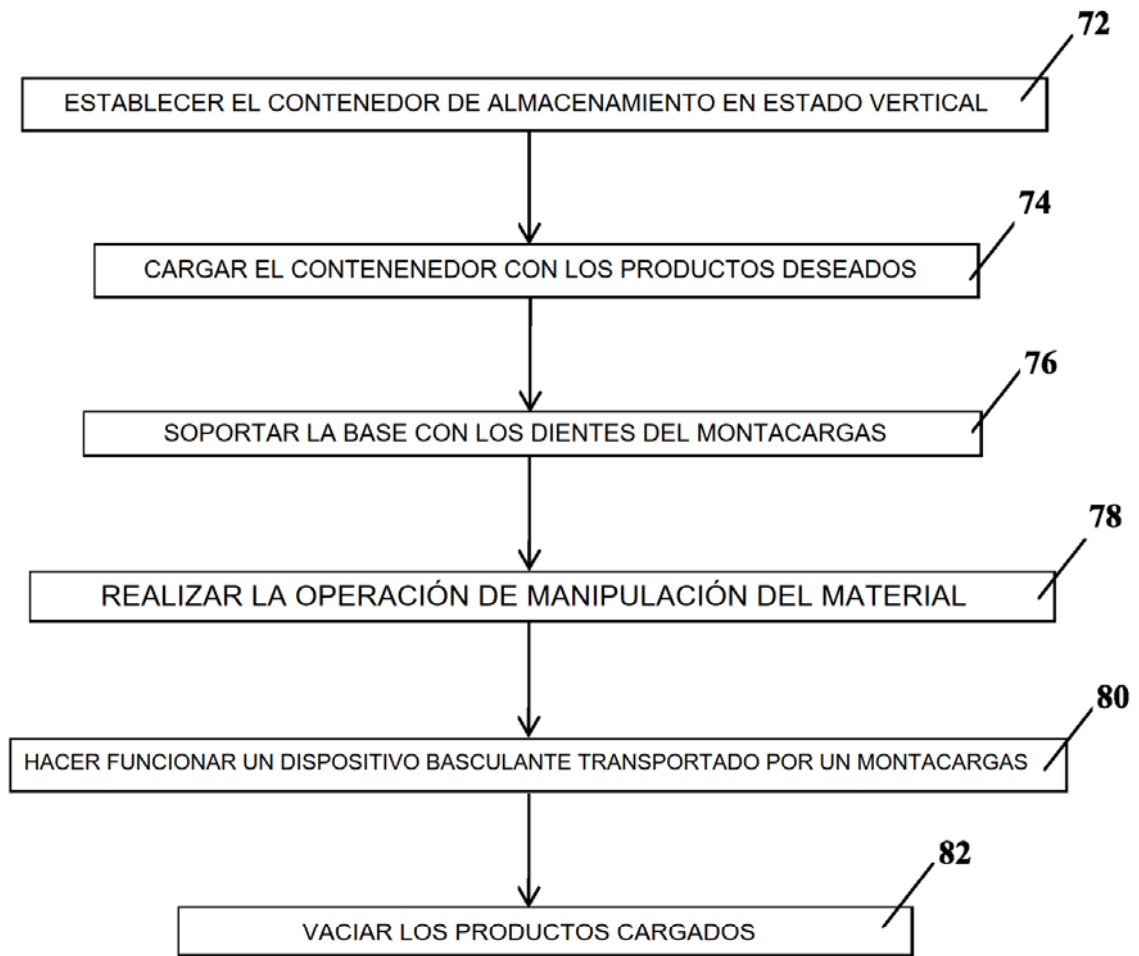 72
ESTABLECER EL CONTENEDOR DE ALMACENAMIENTO EN ESTADO VERTICAL
74
CARGAR EL CONTENENEDOR CON LOS PRODUCTOS DESEADOS
76
SOPORTAR LA BASE CON LOS DIENTES DEL MONTACARGAS
78
REALIZAR LA OPERACIÓN DE MANIPULACIÓN DEL MATERIAL
80
HACER FUNCIONAR UN DISPOSITIVO BASCULANTE TRANSPORTADO POR UN MONTACARGAS
82
VACIAR LOS PRODUCTOS CARGADOS